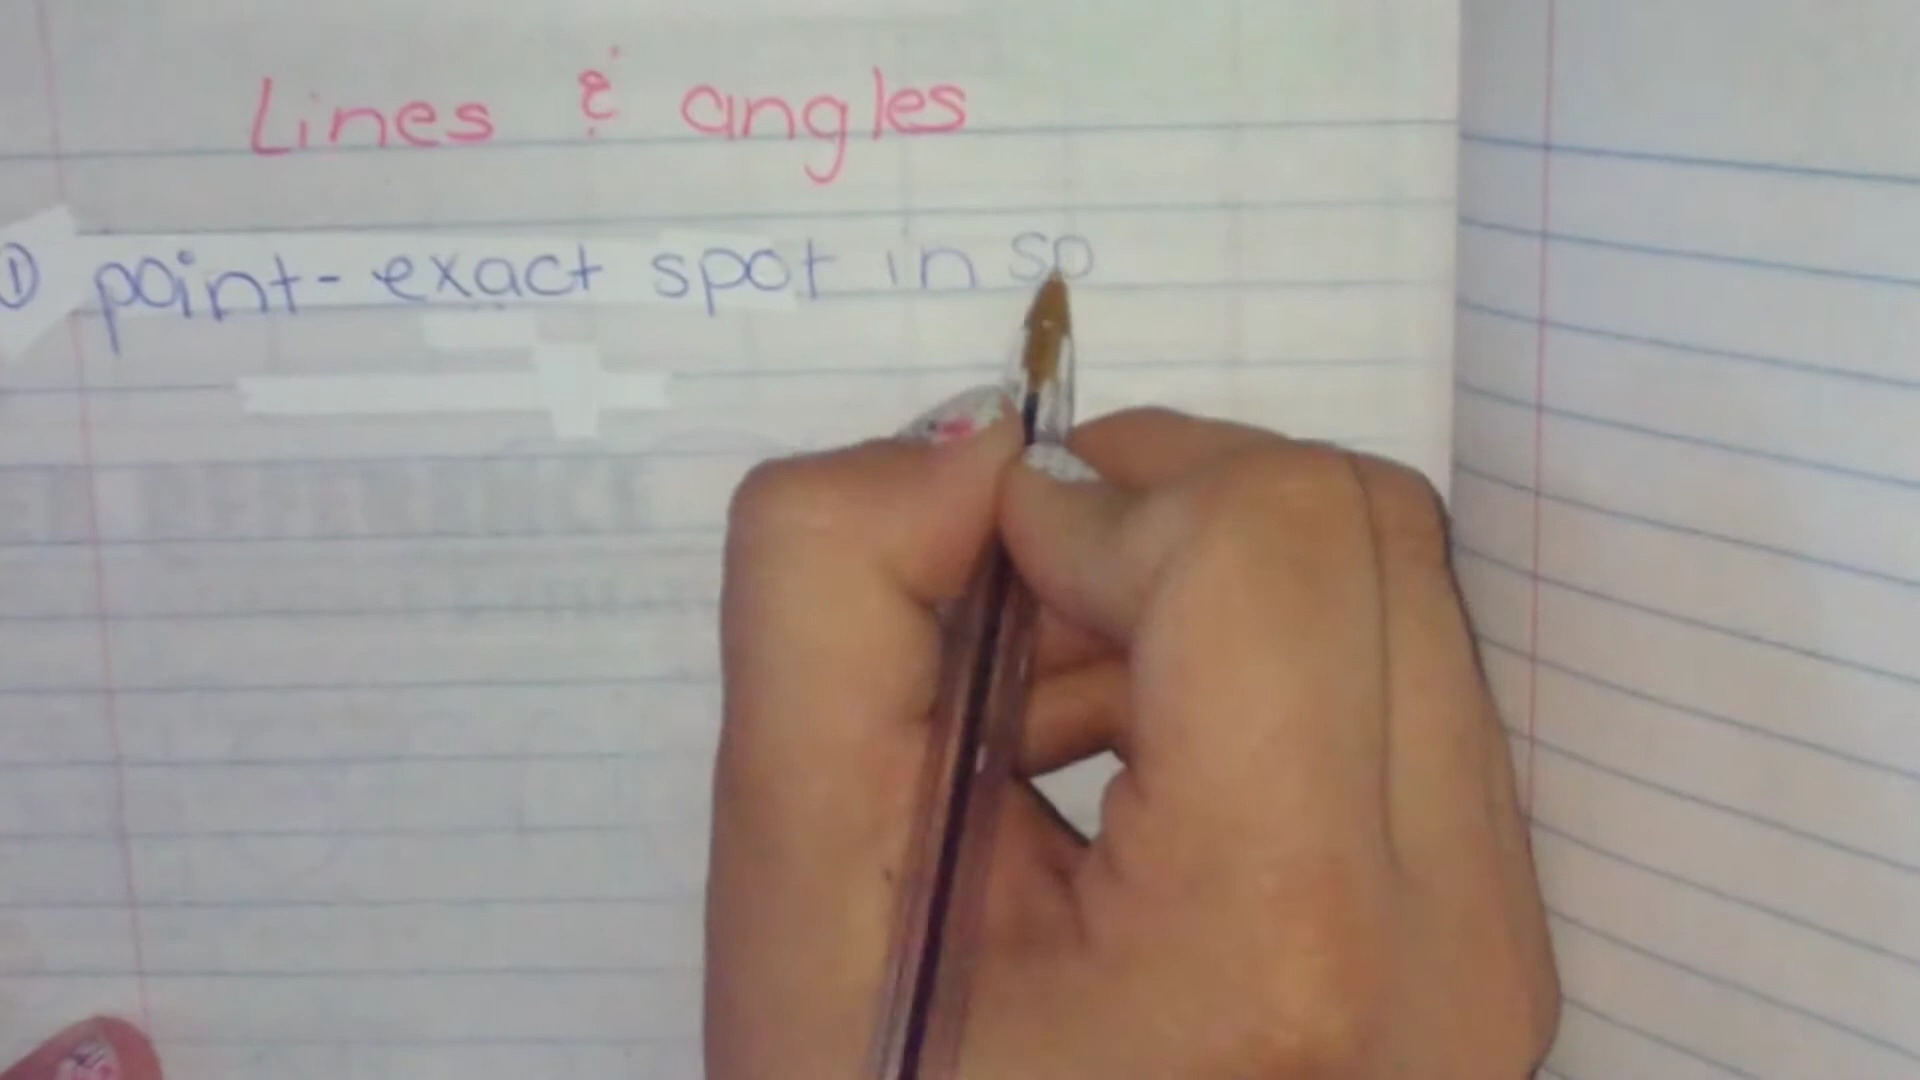 Lines & angles
① point- exact spot in sp